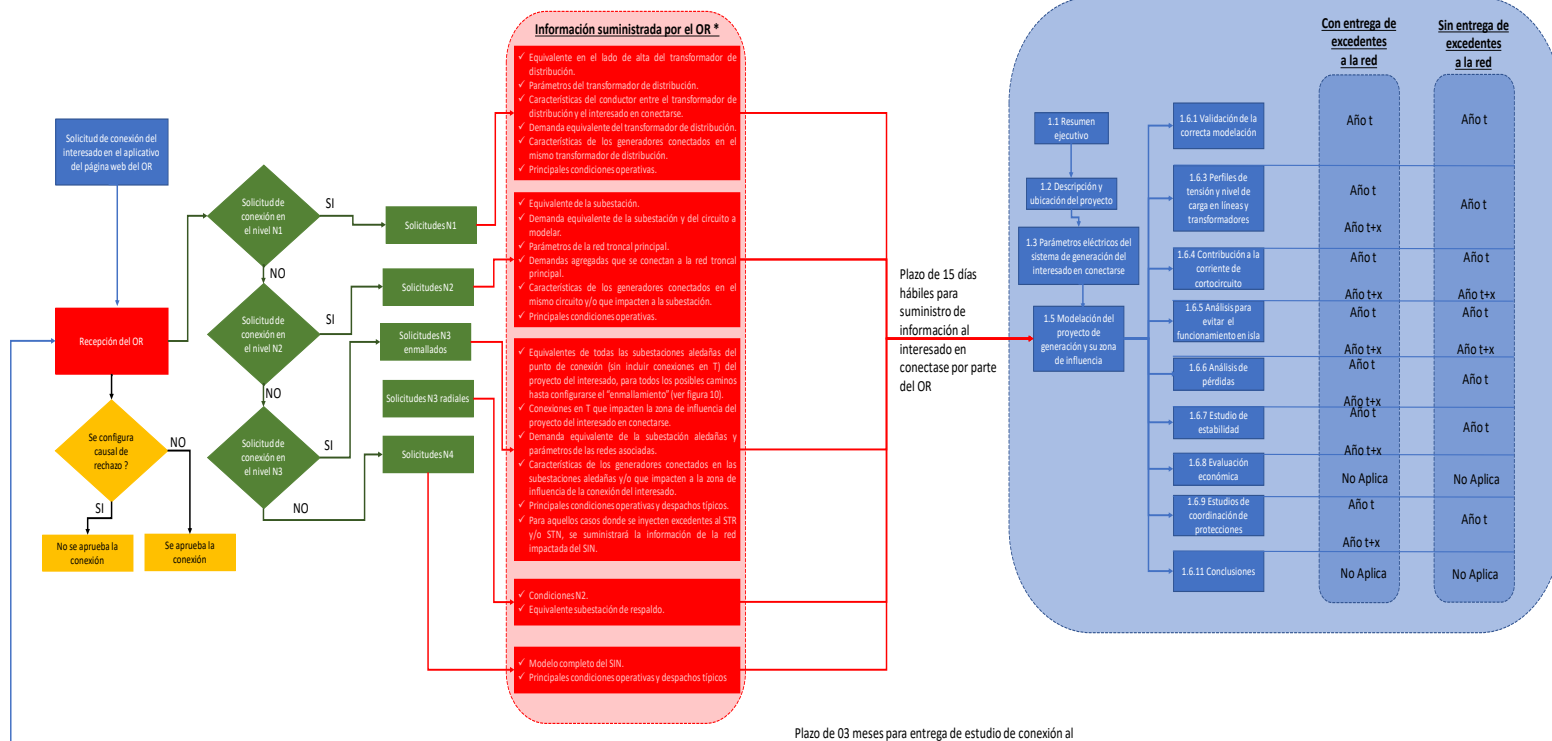 Solicitud de conexión del
interesado en el aplicativo
del página web del OR
Recepción del OR
Se configura
causal de
rechazo ?
NO
SI
No se aprueba la
conexión
Se aprueba la
conexión
Solicitud de
conexión en
el nivel N1
SI
NO
Solicitud de
conexión en
el nivel N2
SI
NO
Solicitud de
conexión en
el nivel N3
SI
NO
Solicitudes N1
Solicitudes N2
Solicitudes N3
enmallados
Solicitudes N3 radiales
Solicitudes N4
Información suministrada por el OR *
✓ Equivalente en el lado de alta del transformador de
distribución.
✓ Parámetros del transformador de distribución.
✓ Características del conductor entre el transformador de
distribución y el interesado en conectarse.
✓ Demanda equivalente del transformador de distribución.
✓ Características de los generadores conectados en el
mismo transformador de distribución.
✓ Principales condiciones operativas.
✓ Equivalente de la subestación.
✓ Demanda equivalente de la subestación y del circuito a
modelar.
✓ Parámetros de la red troncal principal.
✓ Demandas agregadas que se conectan a la red troncal
principal.
✓ Características de los generadores conectados en el
mismo circuito y/o que impacten a la subestación.
✓ Principales condiciones operativas.
✓ Equivalentes de todas las subestaciones aledañas del
punto de conexión (sin incluir conexiones en T) del
proyecto del interesado, para todos los posibles caminos
hasta configurarse el “enmallamiento” (ver figura 10).
✓ Conexiones en T que impacten la zona de influencia del
proyecto del interesado en conectarse.
✓ Demanda equivalente de la subestación aledañas y
parámetros de las redes asociadas.
✓ Características de los generadores conectados en las
subestaciones aledañas y/o que impacten a la zona de
influencia de la conexión del interesado.
✓ Principales condiciones operativas y despachos típicos.
✓ Para aquellos casos donde se inyecten excedentes al STR
y/o STN, se suministrará la información de la red
impactada del SIN.
✓ Condiciones N2.
✓ Equivalente subestación de respaldo.
✓ Modelo completo del SIN.
✓ Principales condiciones operativas y despachos típicos
Plazo de 15 días
hábiles para
suministro de
información al
interesado en
conectase por parte
del OR
1.1 Resumen
ejecutivo
1.2 Descripción y
ubicación del proyecto
1.3 Parámetros eléctricos del
sistema de generación del
interesado en conectarse
1.5 Modelación del
proyecto de
generación y su zona
de influencia
Con entrega de
excedentes
a la red
Sin entrega de
excedentes
a la red
1.6.1 Validación de la
correcta modelación
Año t
Año t
1.6.3 Perfiles de
tensión y nivel de
carga en líneas y
transformadores
Año t
Año t+x
Año t
1.6.4 Contribución a la
corriente de
cortocircuito
Año t
Año t+x
Año t
Año t+x
1.6.5 Análisis para
evitar el
funcionamiento en isla
Año t
Año t+x
Año t
Año t+x
1.6.6 Análisis de
pérdidas
Año t
Año t+x
Año t
1.6.7 Estudio de
estabilidad
Año t
Año t+x
Año t
1.6.8 Evaluación
económica
No Aplica
No Aplica
1.6.9 Estudios de
coordinación de
protecciones
Año t
Año t+x
Año t
1.6.11 Conclusiones
No Aplica
No Aplica
Plazo de 03 meses para entrega de estudio de conexión al